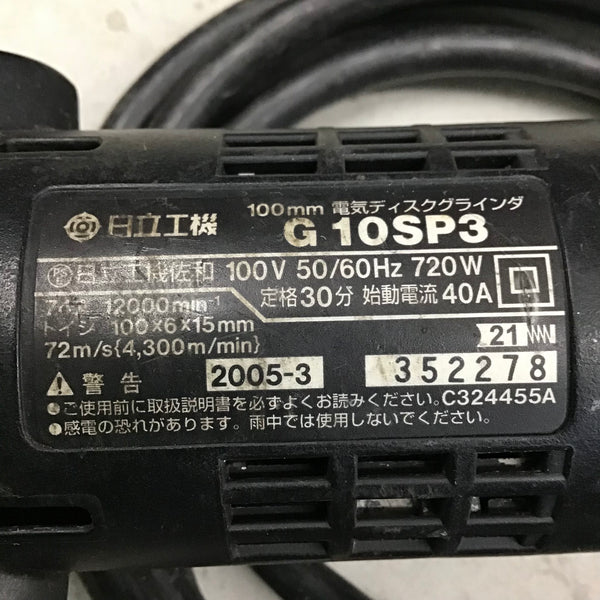 100mm 電気ディスクグラインダ
日立工機 G 10SP3
日立工機佐和 100V 50/60Hz 720W
12000min⁻¹ 定格30分 始動電流40A
トイシ 100×6×15mm
72m/s{4,300m/min} 21
警告 2005-3 352278
●ご使用前に取扱説明書を必ずよくお読みください。C324455A
●感電の恐れがあります。雨中では使用しないでください。